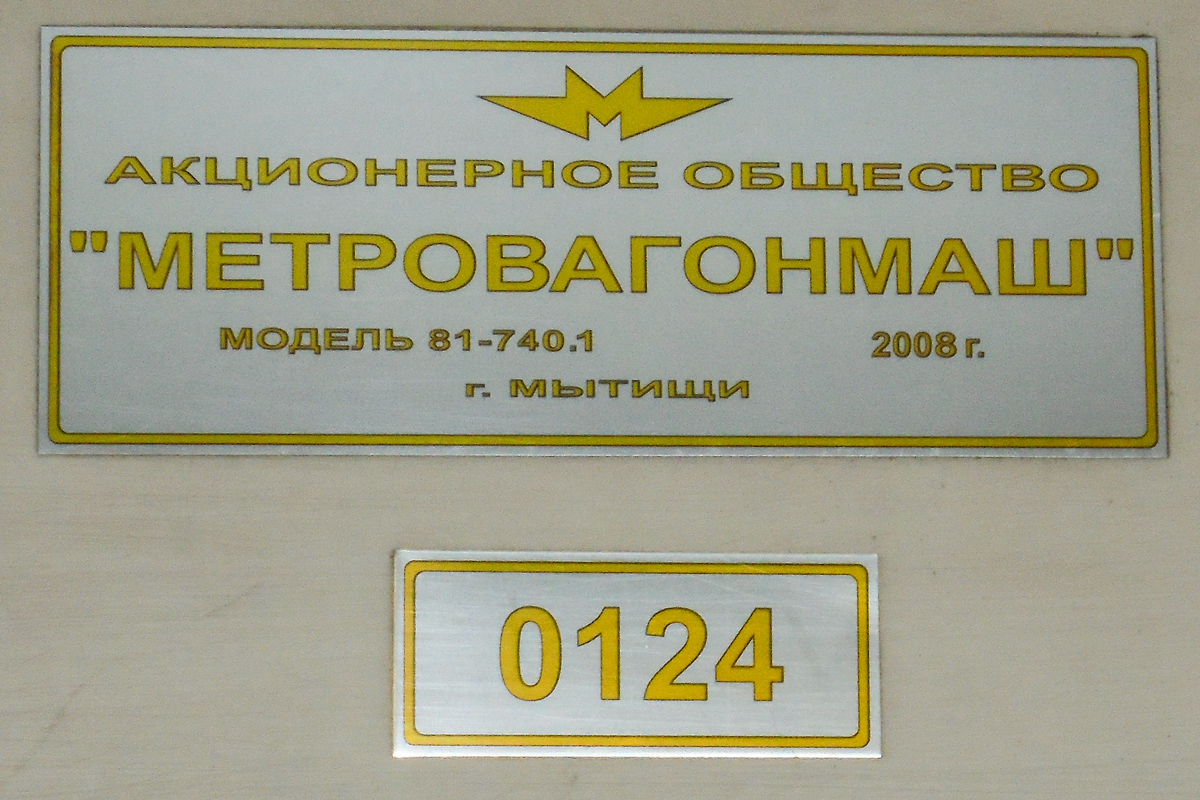 АКЦИОНЕРНОЕ ОБЩЕСТВО
"МЕТРОВАГОНМАШ"
МОДЕЛЬ 81-740.1 2008 г.
г. МЫТИЩИ
0124